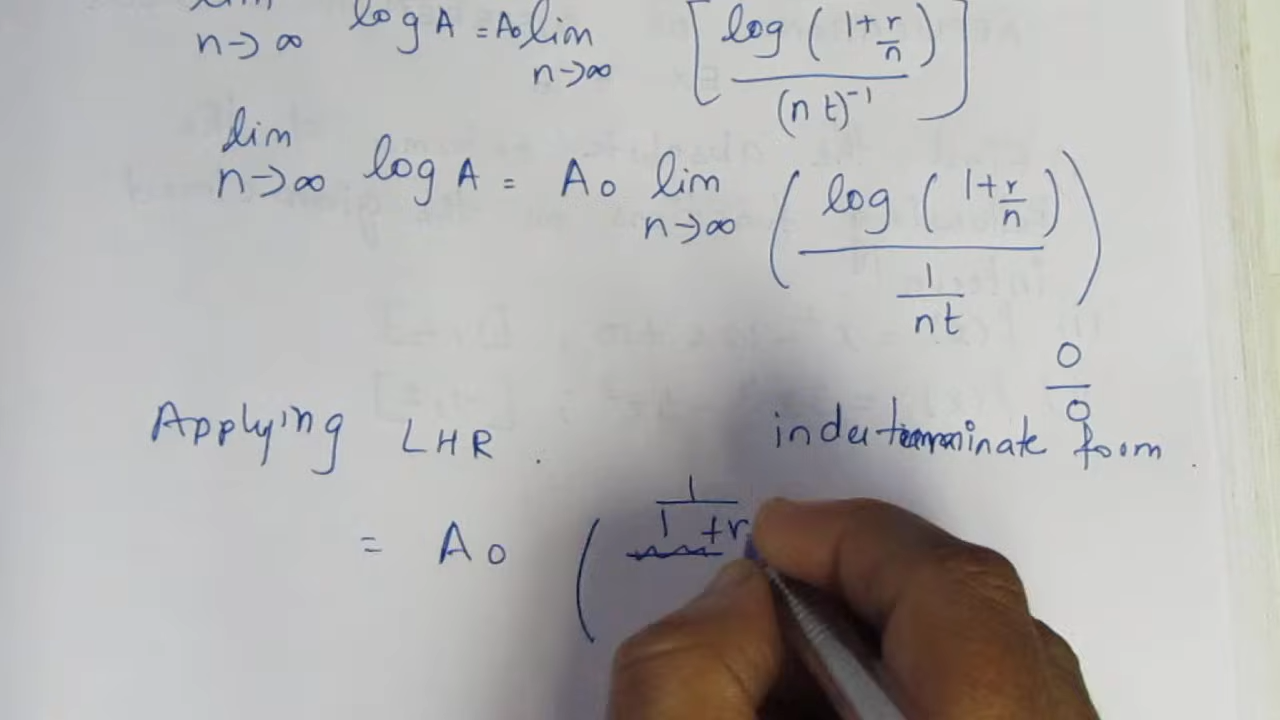 lim n→∞ log A = A₀ lim n→∞ [ log (1+r/n) / (n t)⁻¹ ]
lim n→∞ log A = A₀ lim n→∞ ( log (1+r/n) / (1/nt) )
0/0
Applying LHR. indeterminate form.
= A₀ ( 1/1+r